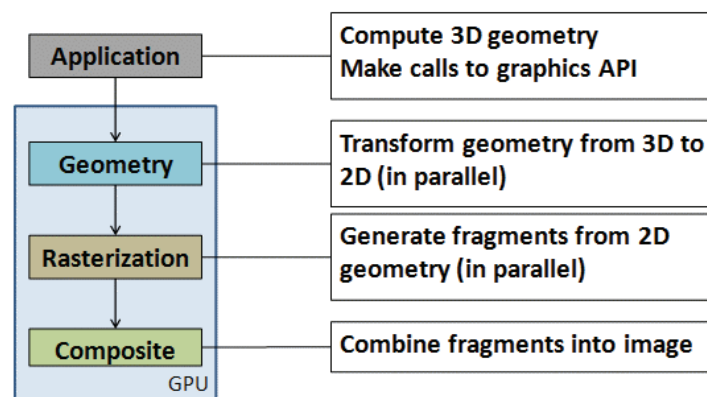 Application
Compute 3D geometry
Make calls to graphics API
Geometry
Transform geometry from 3D to
2D (in parallel)
Rasterization
Generate fragments from 2D
geometry (in parallel)
Composite
Combine fragments into image
GPU